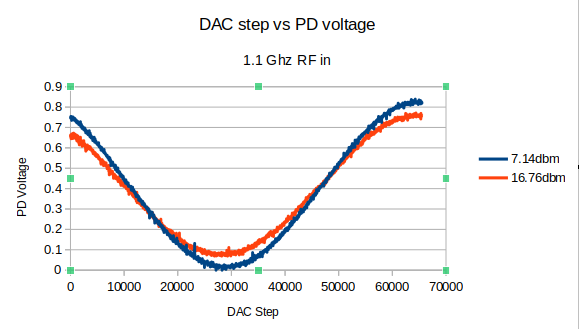 DAC step vs PD voltage
1.1 Ghz RF in
0.9
0.8
0.7
0.6
0.5
0.4
0.3
0.2
0.1
0
PD Voltage
0 10000 20000 30000 40000 50000 60000 70000
DAC Step
7.14dbm
16.76dbm